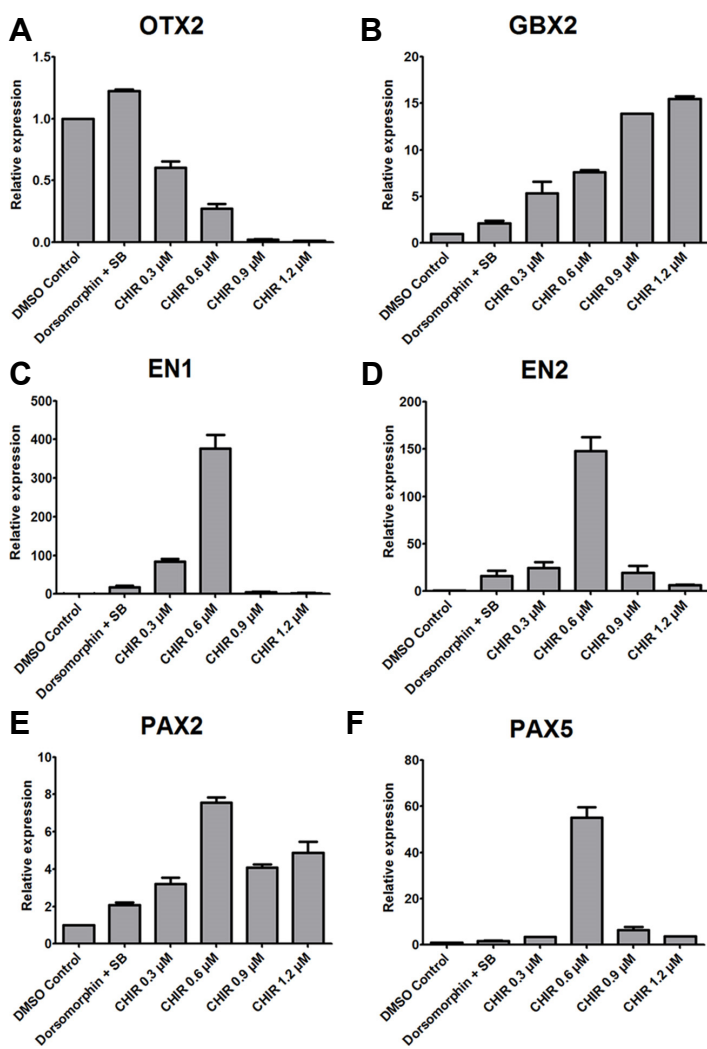 A
OTX2
Relative expression
1.5
1.0
0.5
0.0
DMSO Control
Dorsomorphin + SB
CHIR 0.3 µM
CHIR 0.6 µM
CHIR 0.9 µM
CHIR 1.2 µM
B
GBX2
Relative expression
20
15
10
5
0
DMSO Control
Dorsomorphin + SB
CHIR 0.3 µM
CHIR 0.6 µM
CHIR 0.9 µM
CHIR 1.2 µM
C
EN1
Relative expression
500
400
300
200
100
0
DMSO Control
Dorsomorphin + SB
CHIR 0.3 µM
CHIR 0.6 µM
CHIR 0.9 µM
CHIR 1.2 µM
D
EN2
Relative expression
200
150
100
50
0
DMSO Control
Dorsomorphin + SB
CHIR 0.3 µM
CHIR 0.6 µM
CHIR 0.9 µM
CHIR 1.2 µM
E
PAX2
Relative expression
10
8
6
4
2
0
DMSO Control
Dorsomorphin + SB
CHIR 0.3 µM
CHIR 0.6 µM
CHIR 0.9 µM
CHIR 1.2 µM
F
PAX5
Relative expression
80
60
40
20
0
DMSO Control
Dorsomorphin + SB
CHIR 0.3 µM
CHIR 0.6 µM
CHIR 0.9 µM
CHIR 1.2 µM